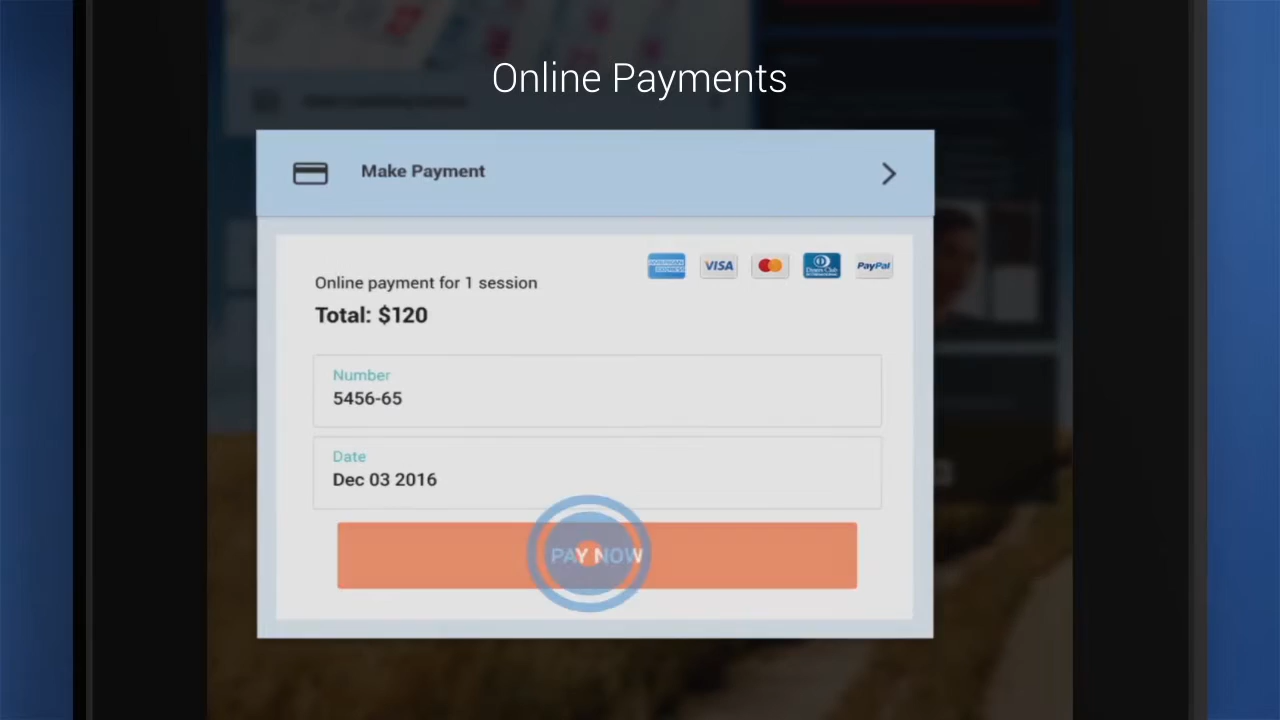 Online Payments
Make Payment
VISA
PayPal
Online payment for 1 session
Total: $120
Number
5456-65
Date
Dec 03 2016
PAY NOW